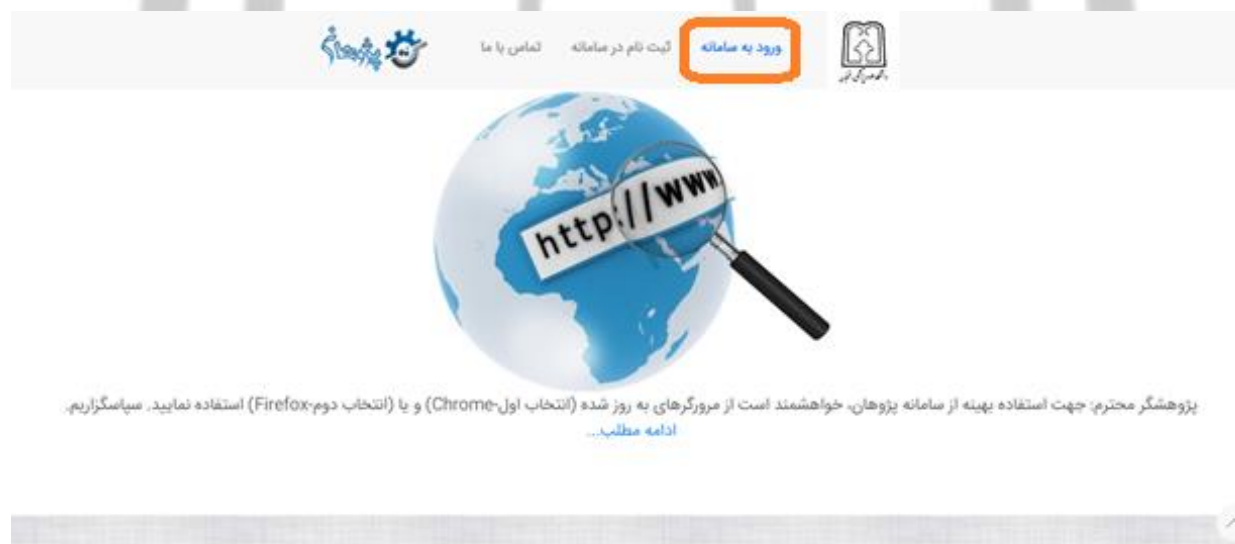 ورود به سامانه
ثبت نام در سامانه
تماس با ما
پژوهان
http://www
پژوهشگر محترم: جهت استفاده بهینه از سامانه پژوهان، خواهشمند است از مرورگرهای به روز شده (انتخاب اول-Chrome) و یا (انتخاب دوم-Firefox) استفاده نمایید. سپاسگزاریم.
ادامه مطلب...